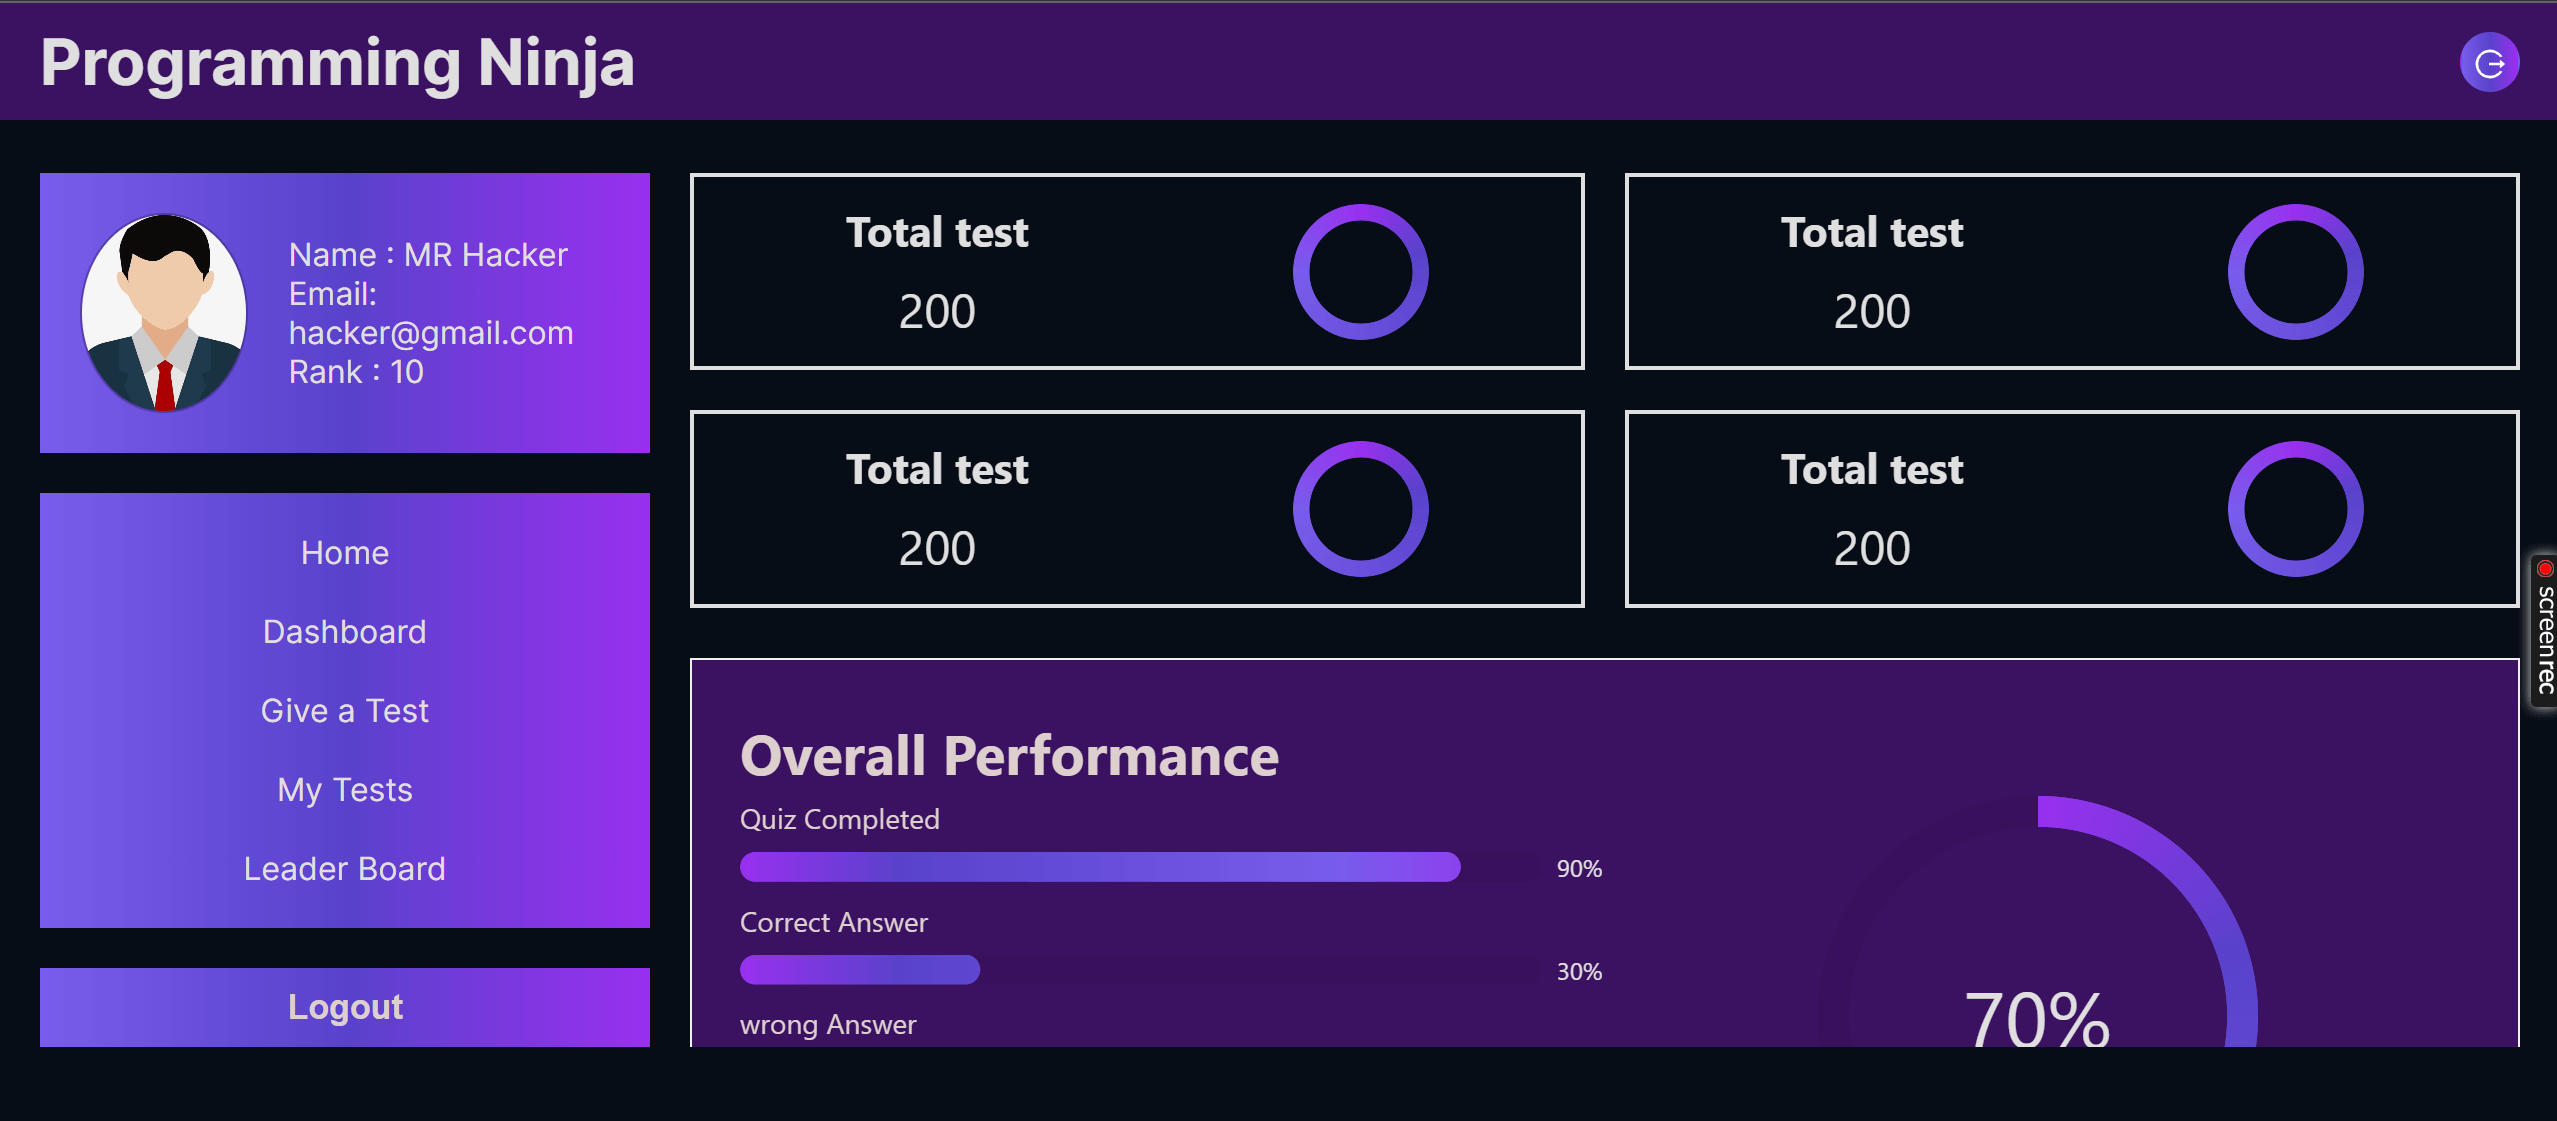 Programming Ninja
Name : MR Hacker
Email:
hacker@gmail.com
Rank : 10
Home
Dashboard
Give a Test
My Tests
Leader Board
Logout
Total test
200
Total test
200
Total test
200
Total test
200
Overall Performance
Quiz Completed
90%
Correct Answer
30%
wrong Answer
70%
screenrec